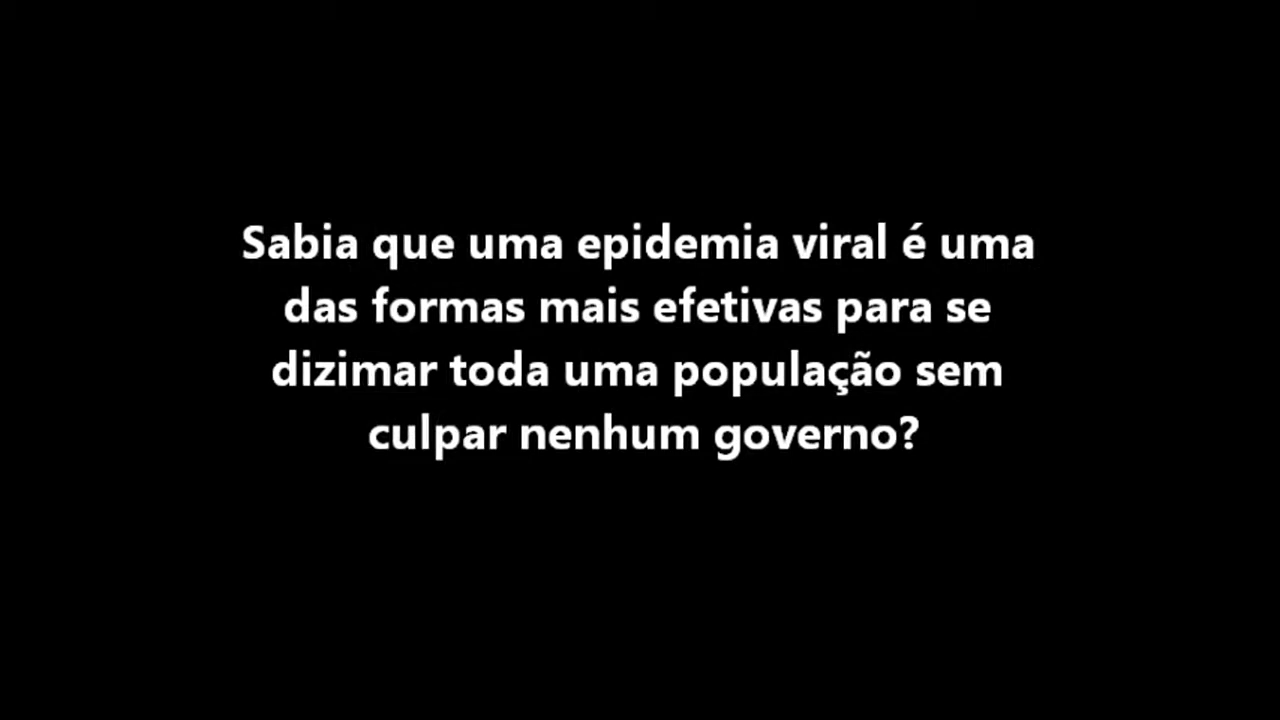 Sabia que uma epidemia viral é uma
das formas mais efetivas para se
dizimar toda uma população sem
culpar nenhum governo?